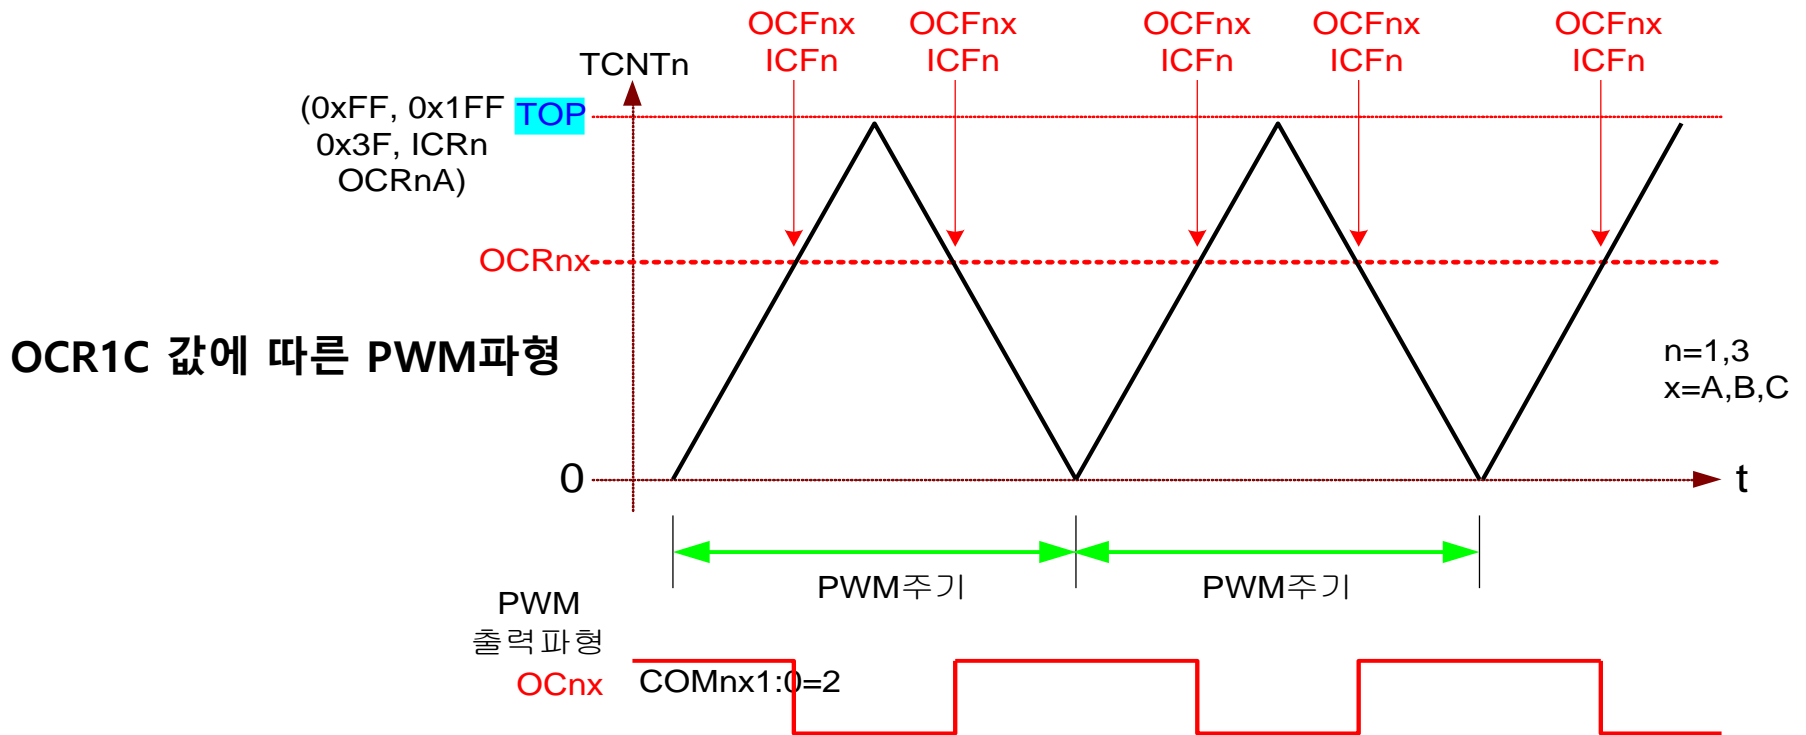 OCFnx
ICFn
OCFnx
ICFn
OCFnx
ICFn
OCFnx
ICFn
OCFnx
ICFn
TCNTn
(0xFF, 0x1FF
0x3F, ICRn
OCRnA)
TOP
OCRnx
OCR1C 값에 따른 PWM파형
n=1,3
x=A,B,C
0
t
PWM주기
PWM주기
PWM
출력파형
OCnx
COMnx1:0=2